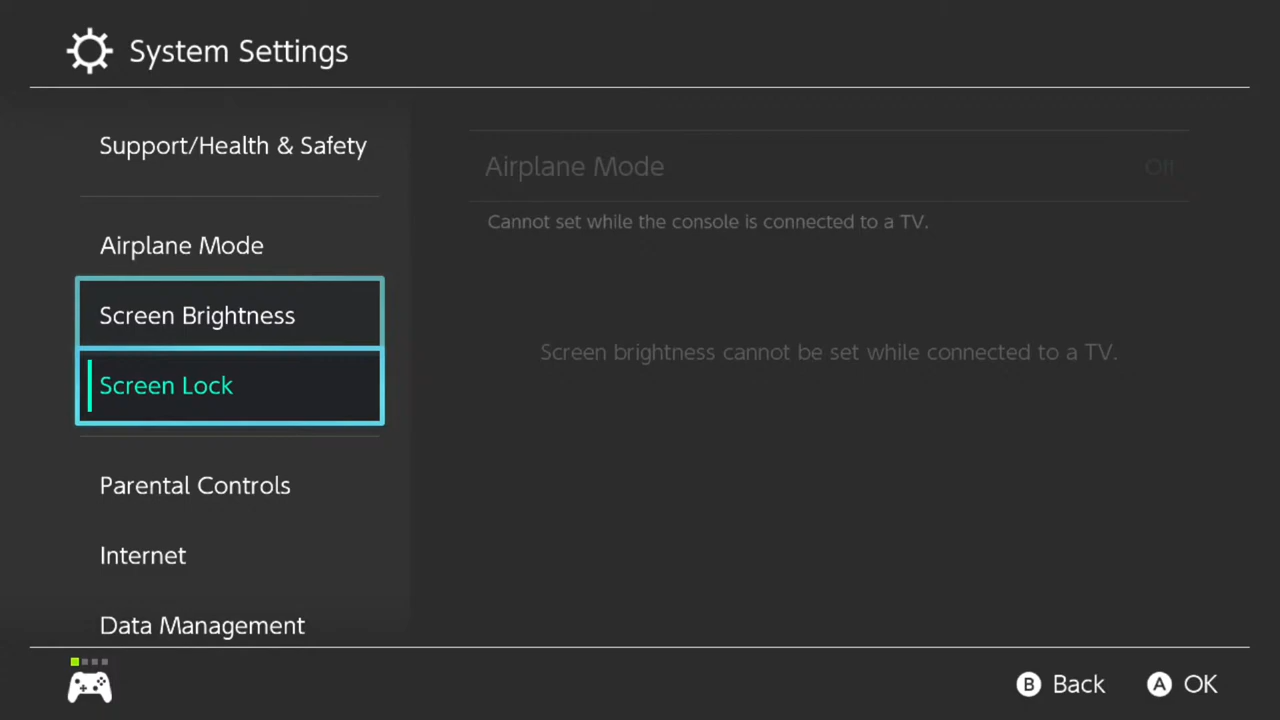 System Settings
Support/Health & Safety
Airplane Mode
Screen Brightness
Screen Lock
Parental Controls
Internet
Data Management
Airplane Mode
Off
Cannot set while the console is connected to a TV.
Screen brightness cannot be set while connected to a TV.
B Back
A OK